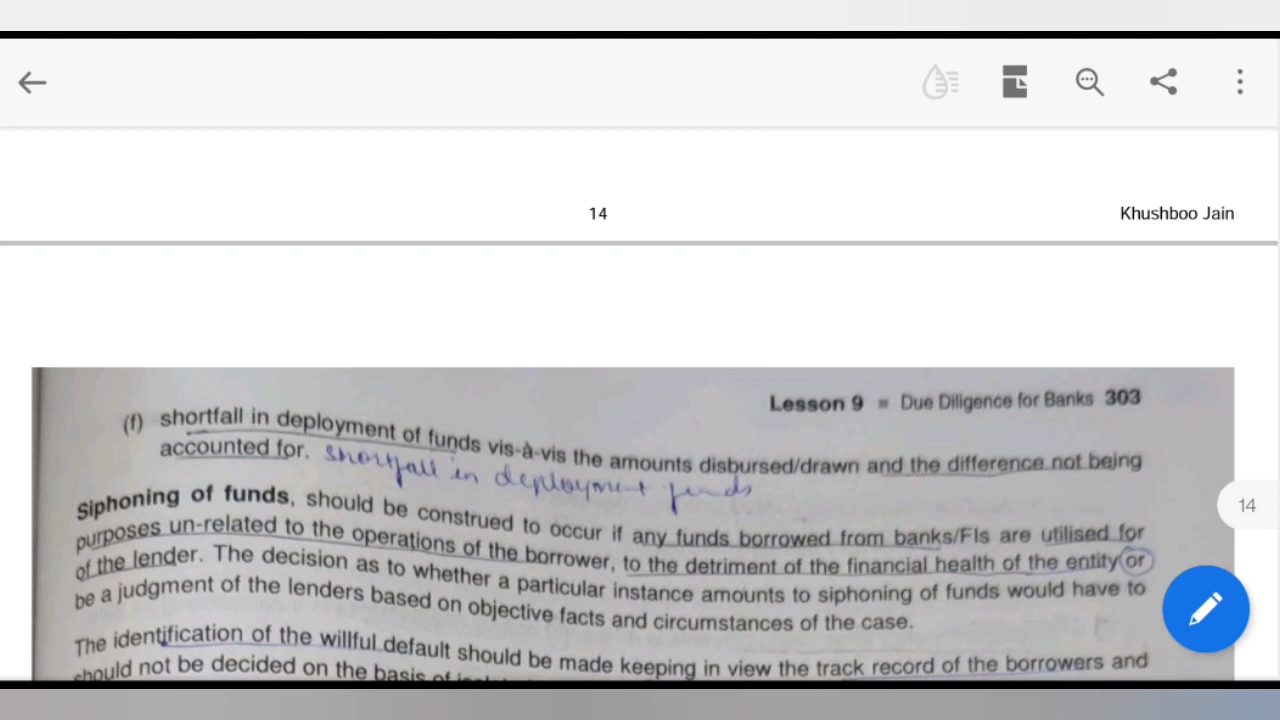 14
Khushboo Jain
Lesson 9 ■ Due Diligence for Banks 303
(f) shortfall in deployment of funds vis-à-vis the amounts disbursed/drawn and the difference not being
accounted for. shortfall in deployment funds
Siphoning of funds, should be construed to occur if any funds borrowed from banks/FIs are utilised for
purposes un-related to the operations of the borrower, to the detriment of the financial health of the entity or
of the lender. The decision as to whether a particular instance amounts to siphoning of funds would have to
be a judgment of the lenders based on objective facts and circumstances of the case.
14
The identification of the willful default should be made keeping in view the track record of the borrowers and
should not be decided on the basis of